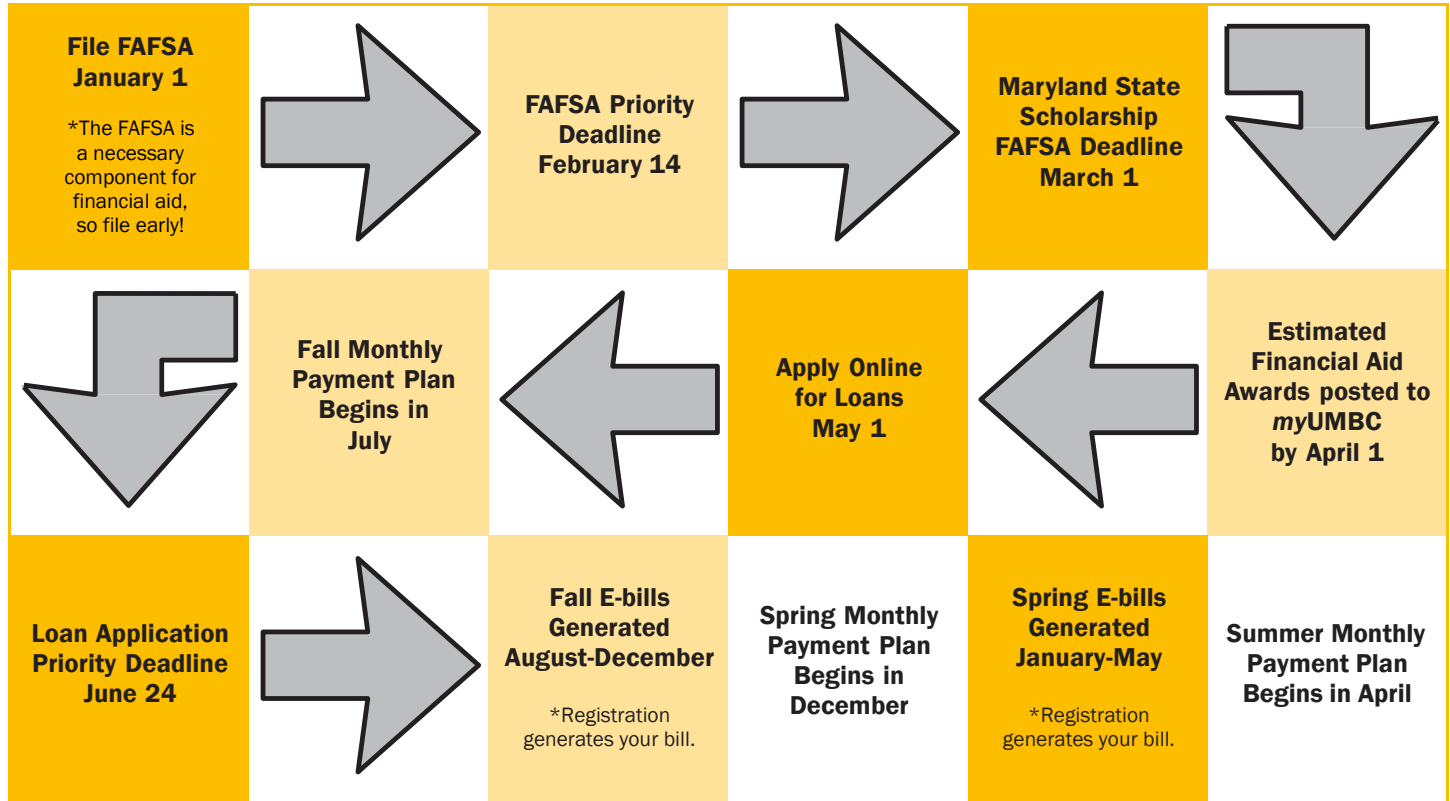 File FAFSA
January 1
*The FAFSA is
a necessary
component for
financial aid,
so file early!
FAFSA Priority
Deadline
February 14
Maryland State
Scholarship
FAFSA Deadline
March 1
Estimated
Financial Aid
Awards posted to
myUMBC
by April 1
Apply Online
for Loans
May 1
Fall Monthly
Payment Plan
Begins in
July
Loan Application
Priority Deadline
June 24
Fall E-bills
Generated
August-December
*Registration
generates your bill.
Spring Monthly
Payment Plan
Begins in
December
Spring E-bills
Generated
January-May
*Registration
generates your bill.
Summer Monthly
Payment Plan
Begins in April